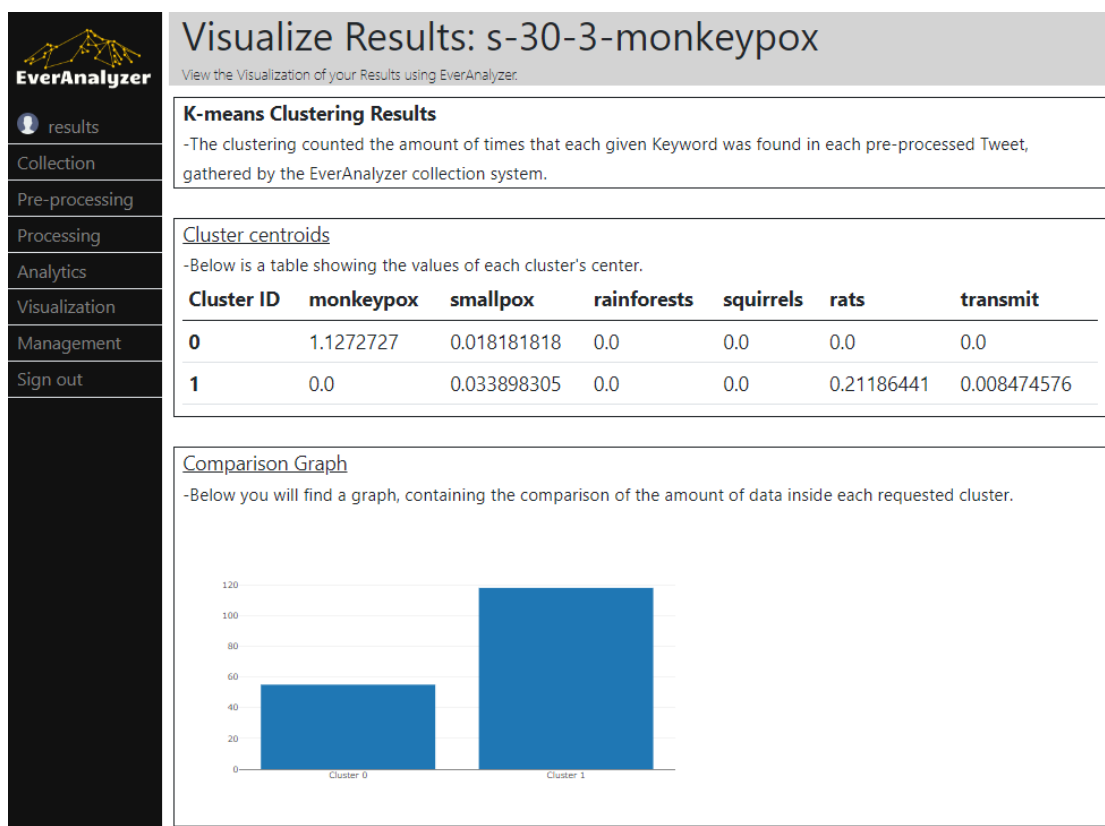 EverAnalyzer
results
Collection
Pre-processing
Processing
Analytics
Visualization
Management
Sign out
Visualize Results: s-30-3-monkeypox
View the Visualization of your Results using EverAnalyzer.
K-means Clustering Results
-The clustering counted the amount of times that each given Keyword was found in each pre-processed Tweet,
gathered by the EverAnalyzer collection system.
Cluster centroids
-Below is a table showing the values of each cluster's center.
Cluster ID monkeypox smallpox rainforests squirrels rats transmit
0 1.1272727 0.018181818 0.0 0.0 0.0 0.0
1 0.0 0.033898305 0.0 0.0 0.21186441 0.008474576
Comparison Graph
-Below you will find a graph, containing the comparison of the amount of data inside each requested cluster.
120
100
80
60
40
20
0
Cluster 0 Cluster 1